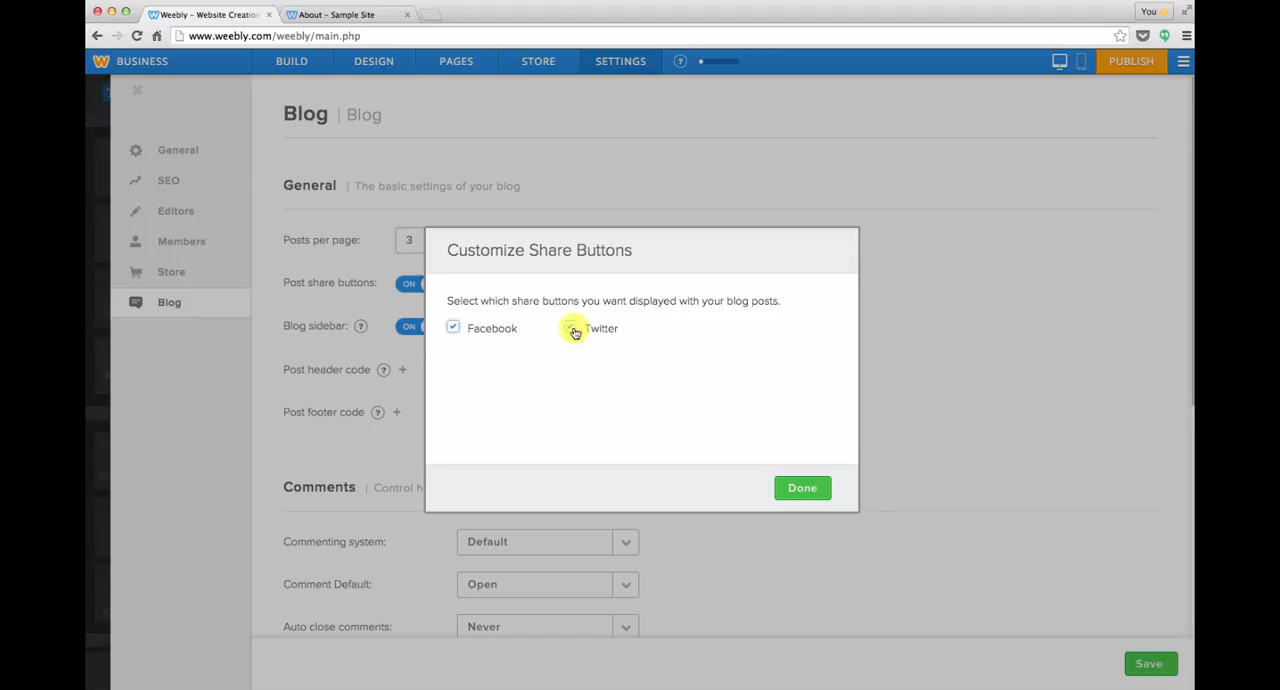 Weebly – Website Creation
About – Sample Site
You
www.weebly.com/weebly/main.php
BUSINESS
BUILD
DESIGN
PAGES
STORE
SETTINGS
?
PUBLISH
Blog | Blog
General
SEO
Editors
Members
Store
Blog
General | The basic settings of your blog
Posts per page:
3
Post share buttons:
ON
Blog sidebar: ?
ON
Post header code ? +
Post footer code ? +
Customize Share Buttons
Select which share buttons you want displayed with your blog posts.
Facebook
Twitter
Done
Comments | Control h
Commenting system:
Default
Comment Default:
Open
Auto close comments:
Never
Save